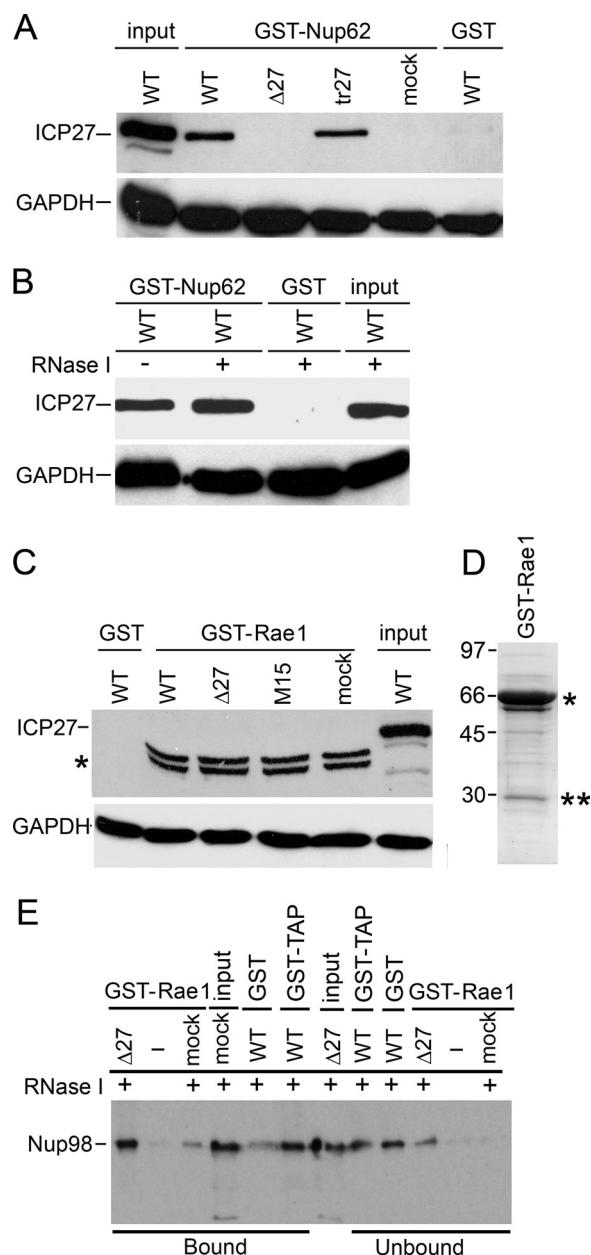 A
input GST-Nup62 GST
WT WT Δ27 tr27 mock WT
ICP27
GAPDH
B
GST-Nup62 GST input
WT WT WT WT
RNase I - + + +
ICP27
GAPDH
C
GST GST-Rae1 input
WT WT Δ27 M15 mock WT
ICP27
*
GAPDH
D
GST-Rae1
97
66 *
45
30 **
E
GST-Rae1 input GST GST-TAP input GST-TAP GST GST-Rae1
Δ27 – mock mock WT WT Δ27 WT WT Δ27 – mock
RNase I + + + + + + + + + +
Nup98
Bound Unbound